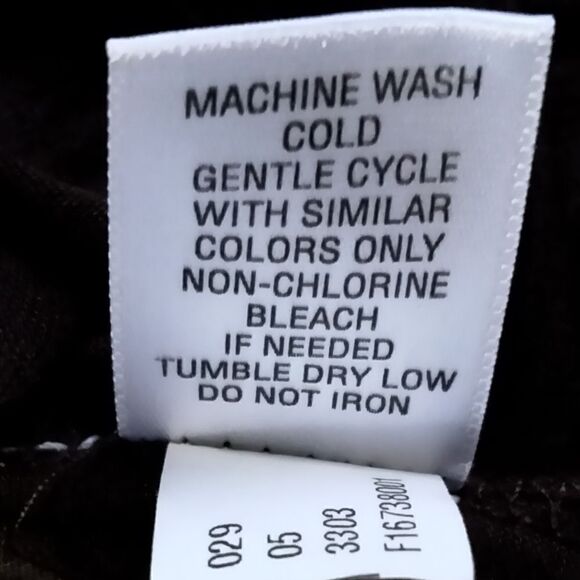 MACHINE WASH
COLD
GENTLE CYCLE
WITH SIMILAR
COLORS ONLY
NON-CHLORINE
BLEACH
IF NEEDED
TUMBLE DRY LOW
DO NOT IRON
029
05
3303
F16738001